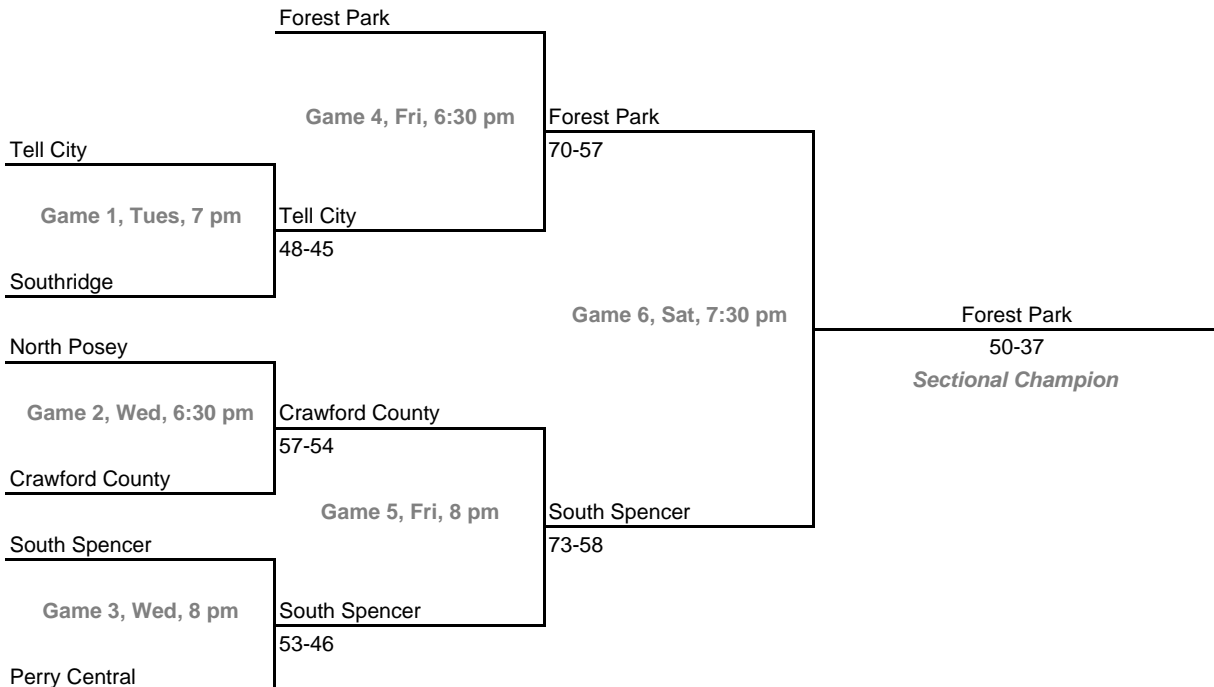 Forest Park
Game 4, Fri, 6:30 pm
Forest Park
Tell City
70-57
Game 1, Tues, 7 pm
Tell City
48-45
Southridge
Game 6, Sat, 7:30 pm
Forest Park
North Posey
50-37
Sectional Champion
Game 2, Wed, 6:30 pm
Crawford County
57-54
Crawford County
Game 5, Fri, 8 pm
South Spencer
South Spencer
73-58
Game 3, Wed, 8 pm
South Spencer
53-46
Perry Central